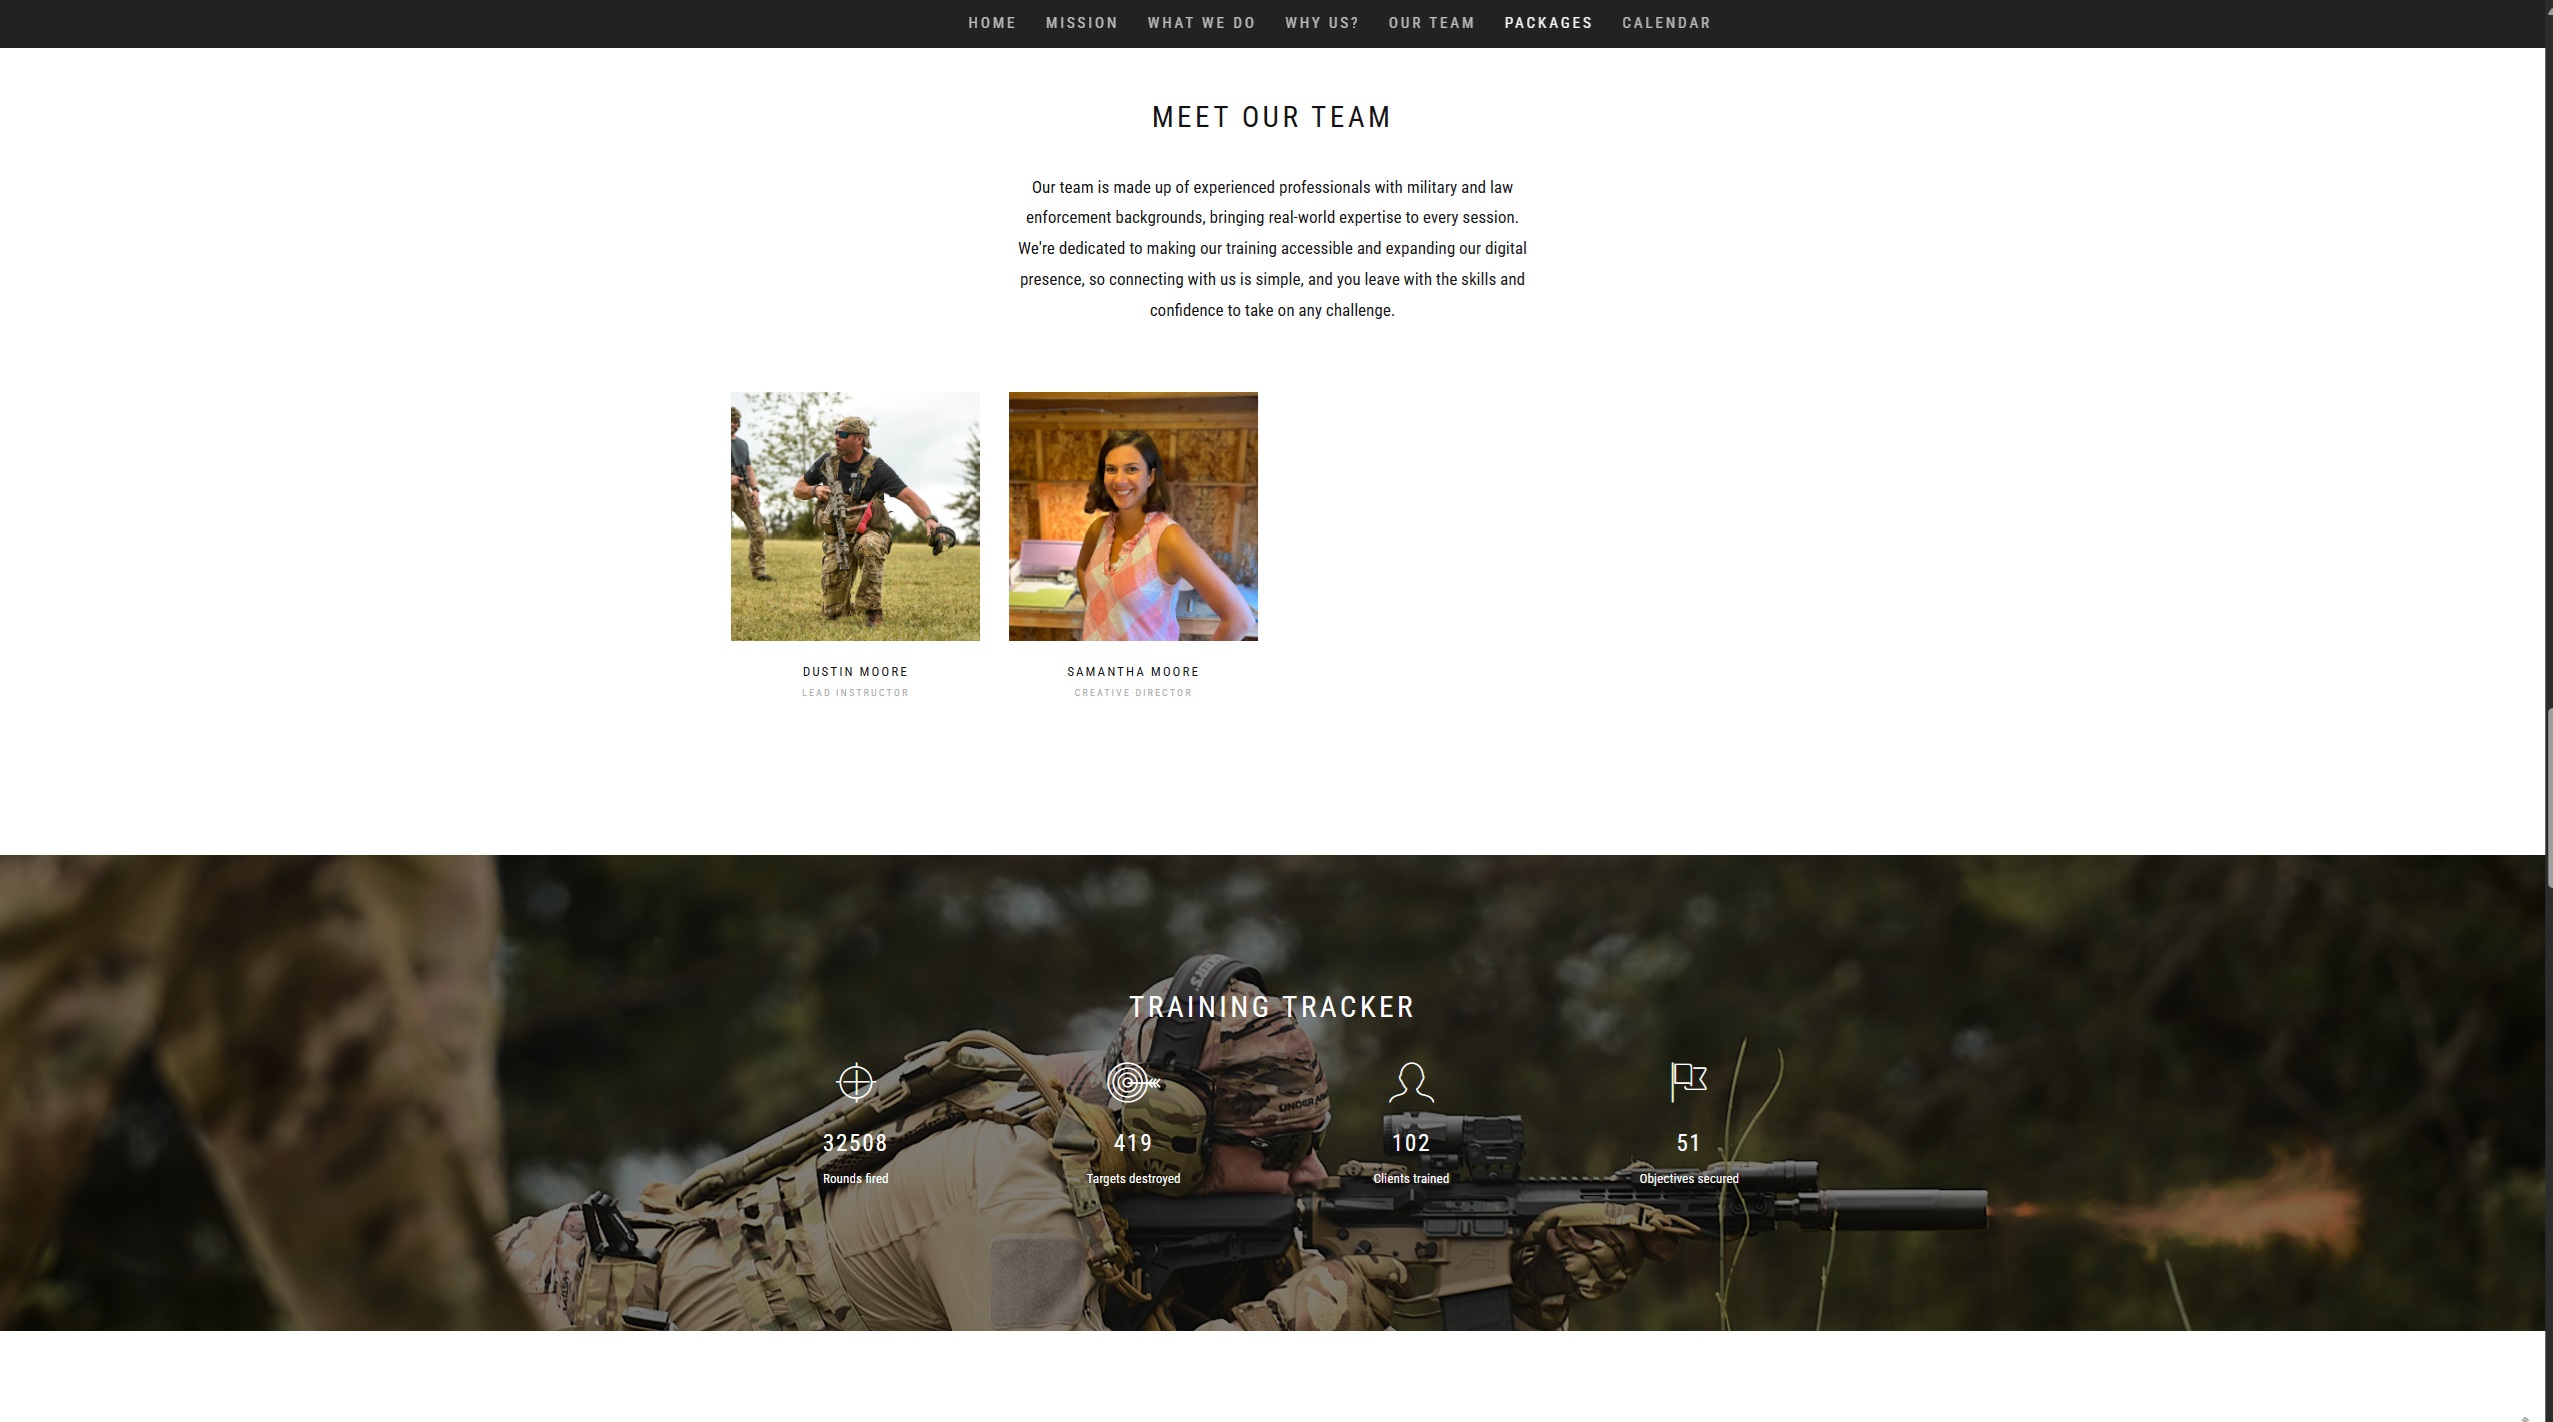 HOME MISSION WHAT WE DO WHY US? OUR TEAM PACKAGES CALENDAR
MEET OUR TEAM
Our team is made up of experienced professionals with military and law
enforcement backgrounds, bringing real-world expertise to every session.
We're dedicated to making our training accessible and expanding our digital
presence, so connecting with us is simple, and you leave with the skills and
confidence to take on any challenge.
DUSTIN MOORE
LEAD INSTRUCTOR
SAMANTHA MOORE
CREATIVE DIRECTOR
TRAINING TRACKER
32508
Rounds fired
419
Targets destroyed
102
Clients trained
51
Objectives secured